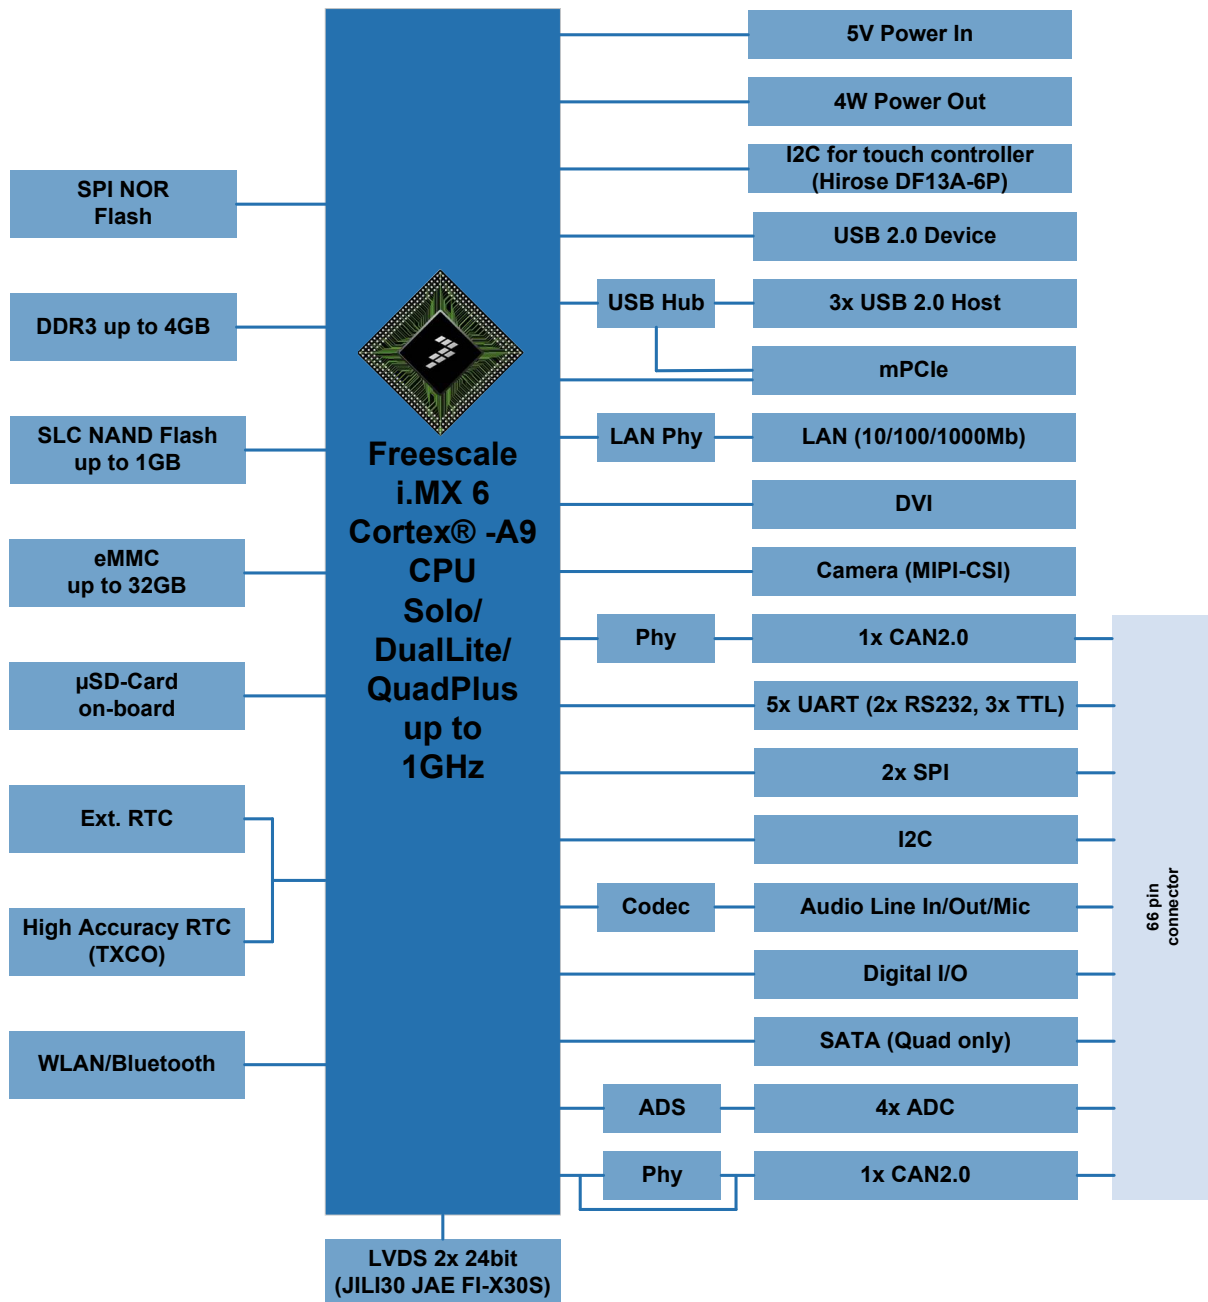 SPI NOR
Flash
DDR3 up to 4GB
SLC NAND Flash
up to 1GB
eMMC
up to 32GB
µSD-Card
on-board
Ext. RTC
High Accuracy RTC
(TXCO)
WLAN/Bluetooth
Freescale
i.MX 6
Cortex® -A9
CPU
Solo/
DualLite/
QuadPlus
up to
1GHz
LVDS 2x 24bit
(JILI30 JAE FI-X30S)
5V Power In
4W Power Out
I2C for touch controller
(Hirose DF13A-6P)
USB 2.0 Device
USB Hub
3x USB 2.0 Host
mPCIe
LAN Phy
LAN (10/100/1000Mb)
DVI
Camera (MIPI-CSI)
Phy
1x CAN2.0
5x UART (2x RS232, 3x TTL)
2x SPI
I2C
Codec
Audio Line In/Out/Mic
Digital I/O
SATA (Quad only)
ADS
4x ADC
Phy
1x CAN2.0
66 pin
connector